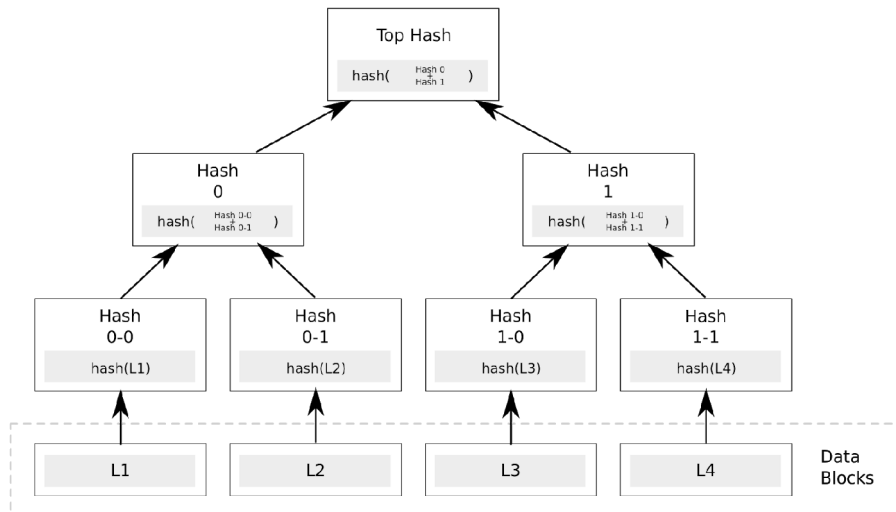 Top Hash
hash( Hash 0 + Hash 1 )
Hash
0
hash( Hash 0-0 + Hash 0-1 )
Hash
1
hash( Hash 1-0 + Hash 1-1 )
Hash
0-0
hash(L1)
Hash
0-1
hash(L2)
Hash
1-0
hash(L3)
Hash
1-1
hash(L4)
L1
L2
L3
L4
Data
Blocks